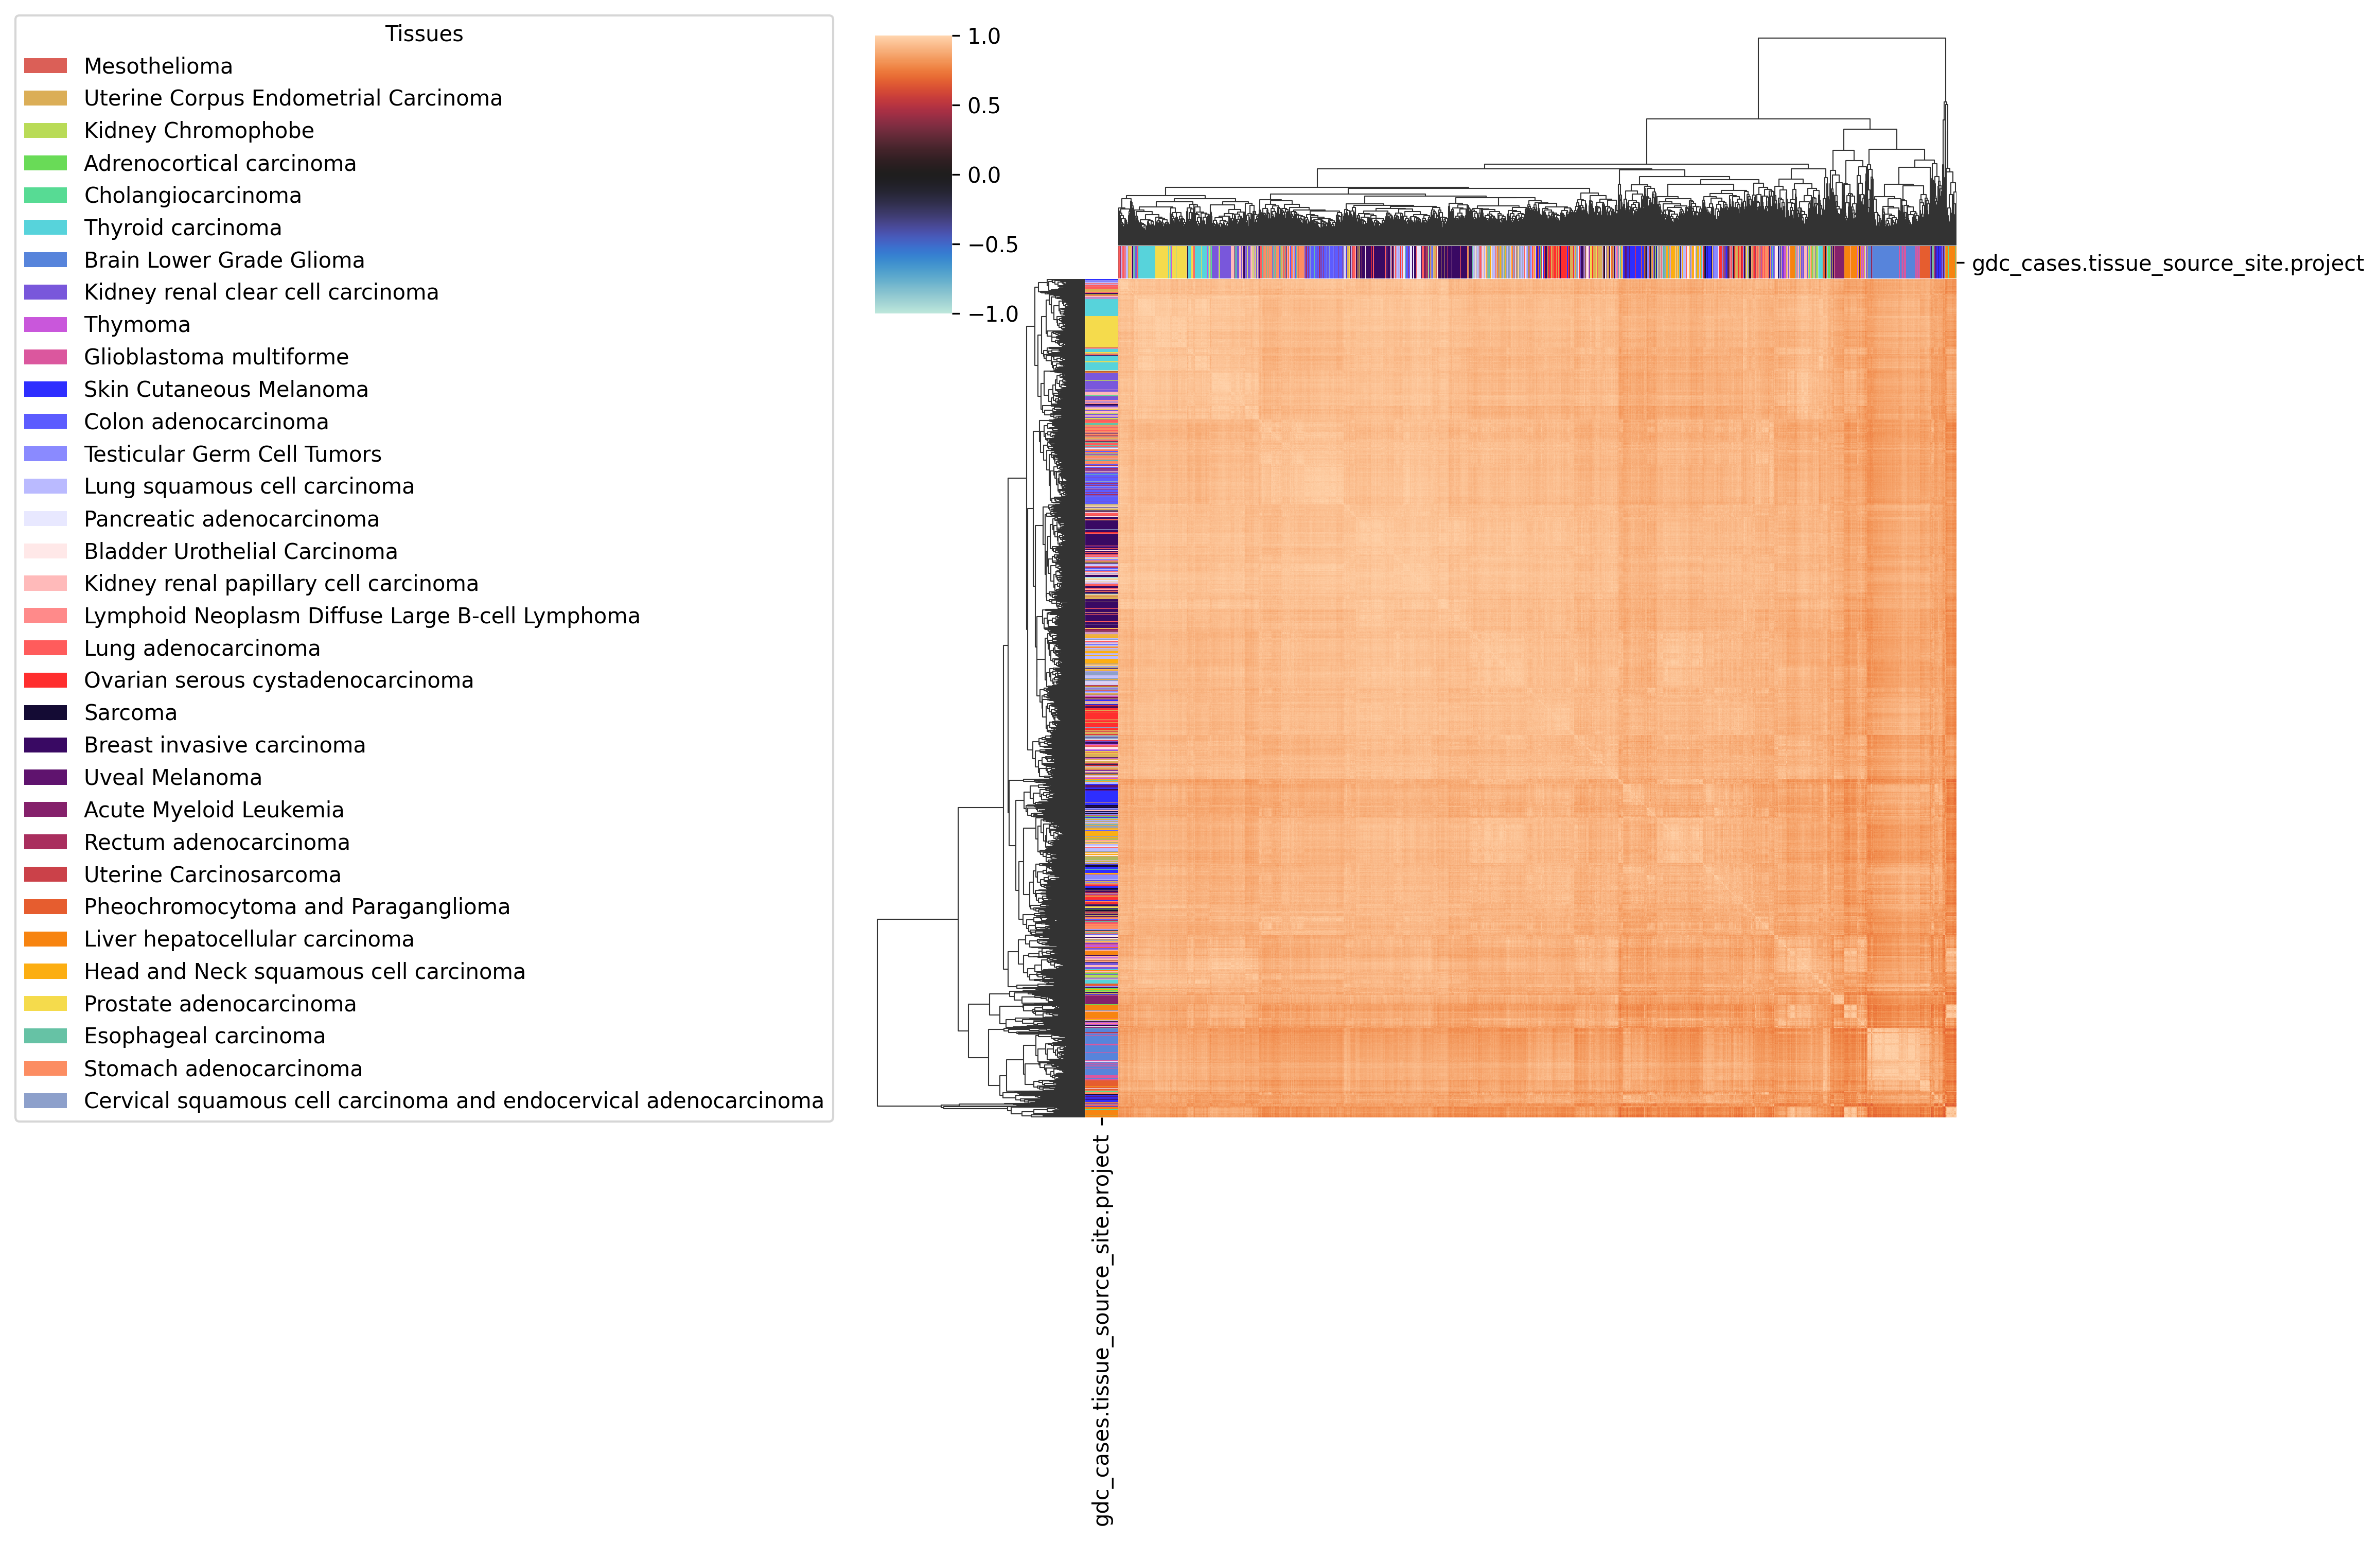 Tissues
Mesothelioma
Uterine Corpus Endometrial Carcinoma
Kidney Chromophobe
Adrenocortical carcinoma
Cholangiocarcinoma
Thyroid carcinoma
Brain Lower Grade Glioma
Kidney renal clear cell carcinoma
Thymoma
Glioblastoma multiforme
Skin Cutaneous Melanoma
Colon adenocarcinoma
Testicular Germ Cell Tumors
Lung squamous cell carcinoma
Pancreatic adenocarcinoma
Bladder Urothelial Carcinoma
Kidney renal papillary cell carcinoma
Lymphoid Neoplasm Diffuse Large B-cell Lymphoma
Lung adenocarcinoma
Ovarian serous cystadenocarcinoma
Sarcoma
Breast invasive carcinoma
Uveal Melanoma
Acute Myeloid Leukemia
Rectum adenocarcinoma
Uterine Carcinosarcoma
Pheochromocytoma and Paraganglioma
Liver hepatocellular carcinoma
Head and Neck squamous cell carcinoma
Prostate adenocarcinoma
Esophageal carcinoma
Stomach adenocarcinoma
Cervical squamous cell carcinoma and endocervical adenocarcinoma
1.0
0.5
0.0
−0.5
−1.0
gdc_cases.tissue_source_site.project
gdc_cases.tissue_source_site.project